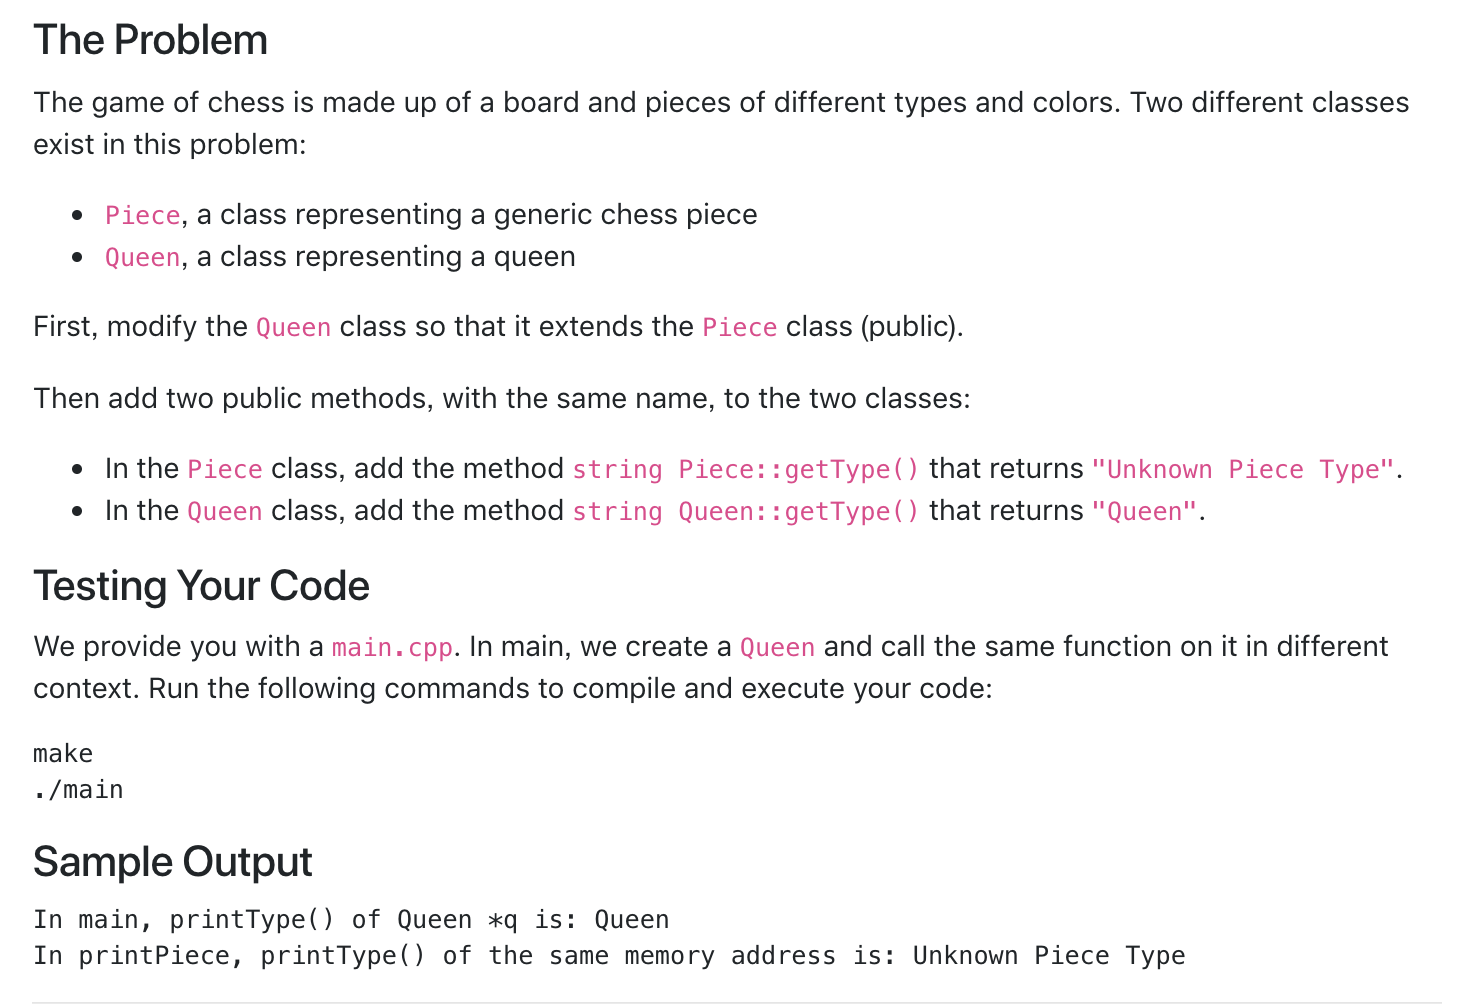 The Problem
The game of chess is made up of a board and pieces of different types and colors. Two different classes
exist in this problem:
• Piece, a class representing a generic chess piece
• Queen, a class representing a queen
First, modify the Queen class so that it extends the Piece class (public).
Then add two public methods, with the same name, to the two classes:
• In the Piece class, add the method string Piece::getType() that returns "Unknown Piece Type".
• In the Queen class, add the method string Queen::getType() that returns "Queen".
Testing Your Code
We provide you with a main.cpp. In main, we create a Queen and call the same function on it in different
context. Run the following commands to compile and execute your code:
make
./main
Sample Output
In main, printType() of Queen *q is: Queen
In printPiece, printType() of the same memory address is: Unknown Piece Type